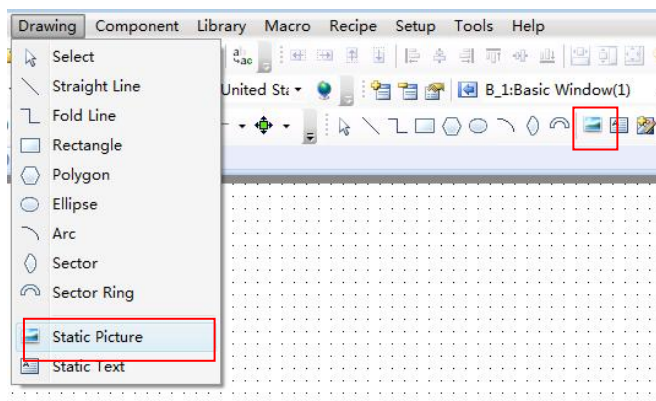 Drawing Component Library Macro Recipe Setup Tools Help
Select
Straight Line United Sta B_1:Basic Window(1)
Fold Line
Rectangle
Polygon
Ellipse
Arc
Sector
Sector Ring
Static Picture
Static Text